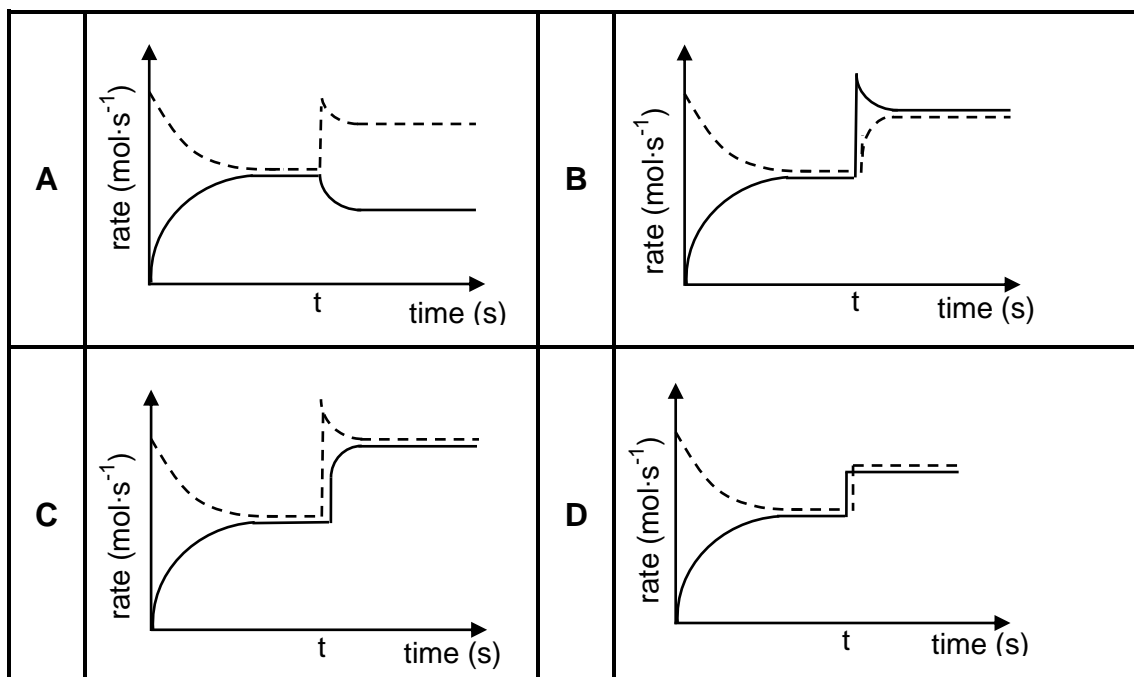 A
rate (mol·s⁻¹)
t
time (s)
B
rate (mol·s⁻¹)
t
time (s)
C
rate (mol·s⁻¹)
t
time (s)
D
rate (mol·s⁻¹)
t
time (s)